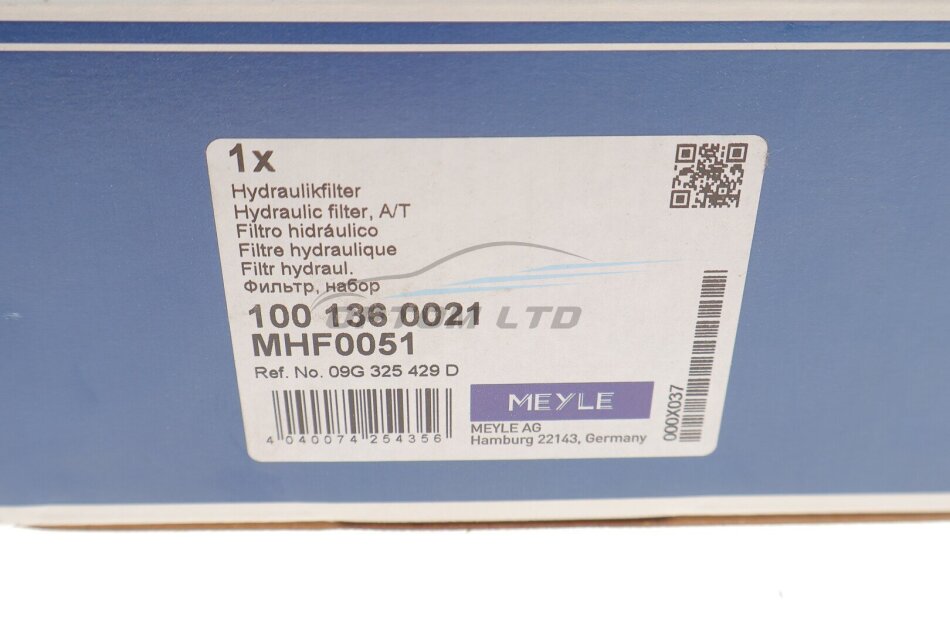 1x
Hydraulikfilter
Hydraulic filter, A/T
Filtro hidráulico
Filtre hydraulique
Filtr hydraul.
Фильтр, набор
100 136 0021
MHF0051
Ref. No. 09G 325 429 D
4 040074 254356
MEYLE
MEYLE AG
Hamburg 22143, Germany
000X037
LTD